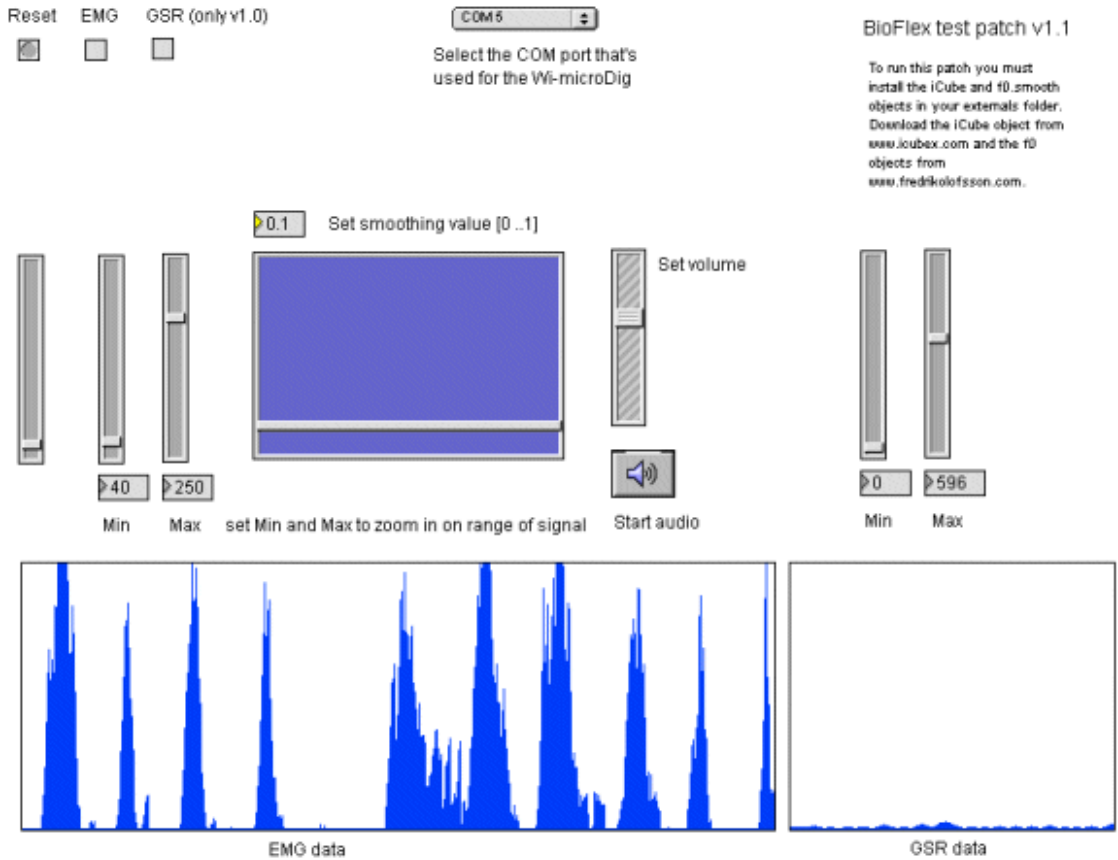 Reset EMG GSR (only v1.0)
COM5
Select the COM port that's
used for the Wi-microDig
BioFlex test patch v1.1
To run this patch you must
install the iCube and f0.smooth
objects in your externals folder.
Download the iCube object from
www.icubex.com and the f0
objects from
www.fredrikolofsson.com.
0.1 Set smoothing value [0 ..1]
Set volume
40 250
Min Max set Min and Max to zoom in on range of signal
Start audio
0 596
Min Max
EMG data
GSR data